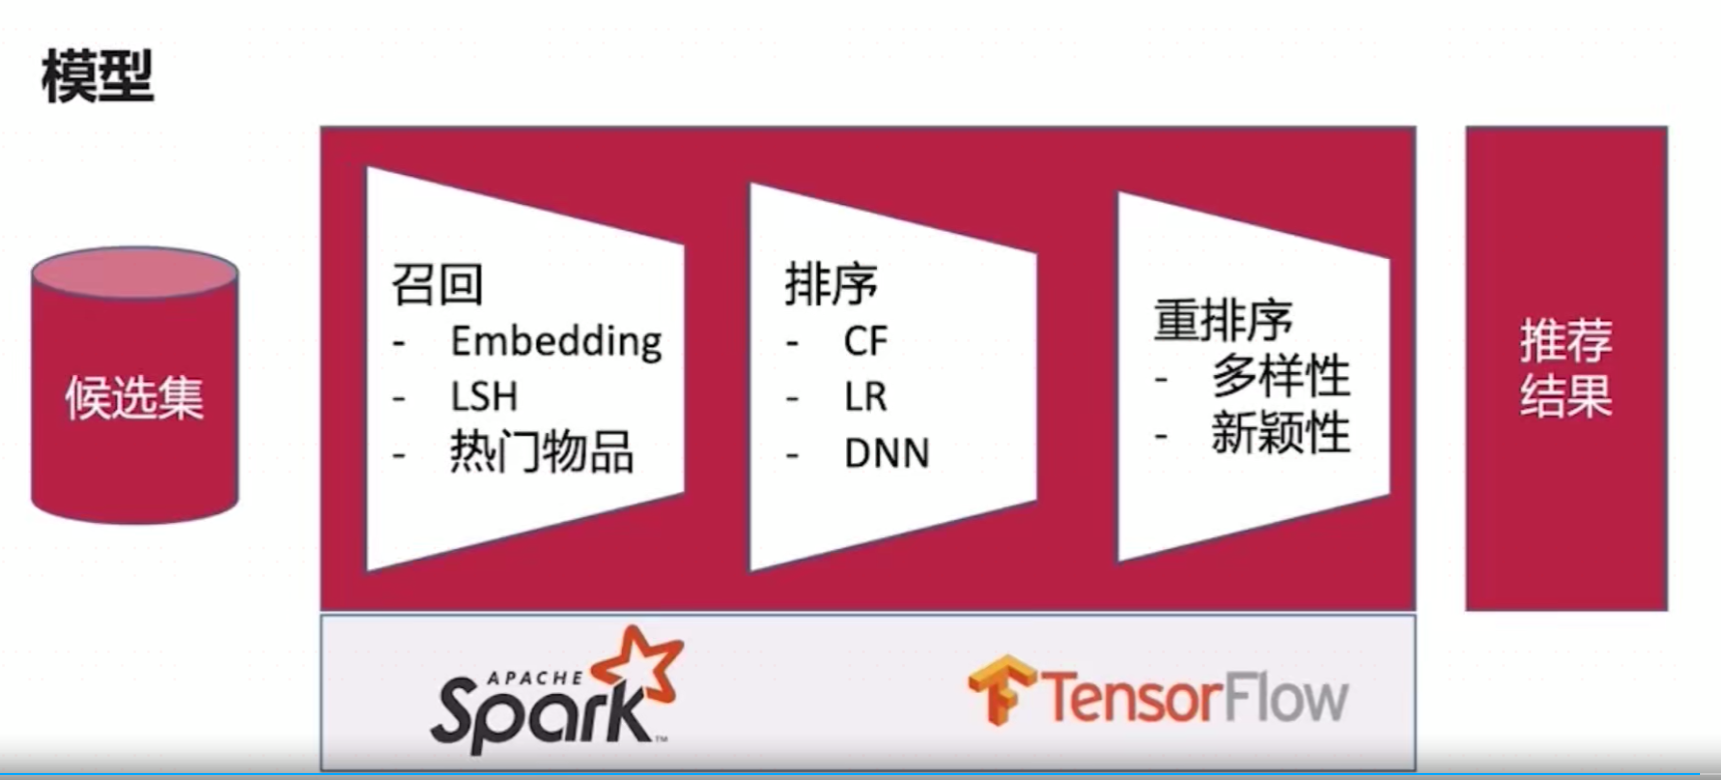 模型
候选集
召回
- Embedding
- LSH
- 热门物品
排序
- CF
- LR
- DNN
重排序
- 多样性
- 新颖性
推荐
结果
APACHE
Spark™
TensorFlow